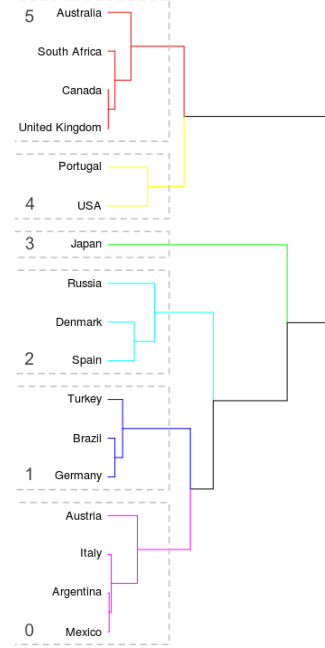 5
Australia
South Africa
Canada
United Kingdom
Portugal
4
USA
3
Japan
Russia
Denmark
2
Spain
Turkey
Brazil
1
Germany
Austria
Italy
Argentina
0
Mexico